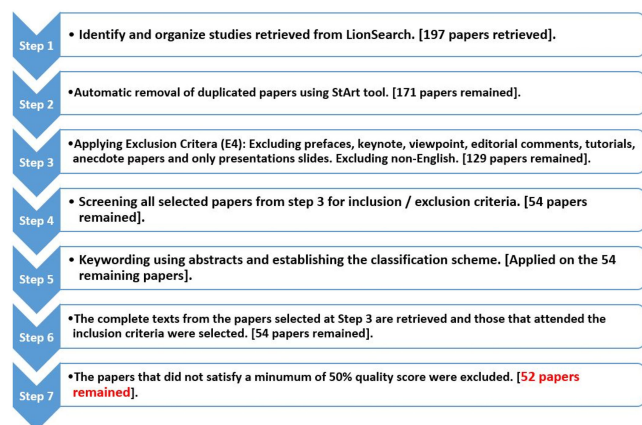 Step 1
• Identify and organize studies retrieved from LionSearch. [197 papers retrieved].
Step 2
•Automatic removal of duplicated papers using StArt tool. [171 papers remained].
Step 3
•Applying Exclusion Critera (E4): Excluding prefaces, keynote, viewpoint, editorial comments, tutorials,
anecdote papers and only presentations slides. Excluding non-English. [129 papers remained].
Step 4
• Screening all selected papers from step 3 for inclusion / exclusion criteria. [54 papers
remained].
Step 5
• Keywording using abstracts and establishing the classification scheme. [Applied on the 54
remaining papers].
Step 6
•The complete texts from the papers selected at Step 3 are retrieved and those that attended the
inclusion criteria were selected. [54 papers remained].
Step 7
•The papers that did not satisfy a minumum of 50% quality score were excluded. [52 papers
remained].